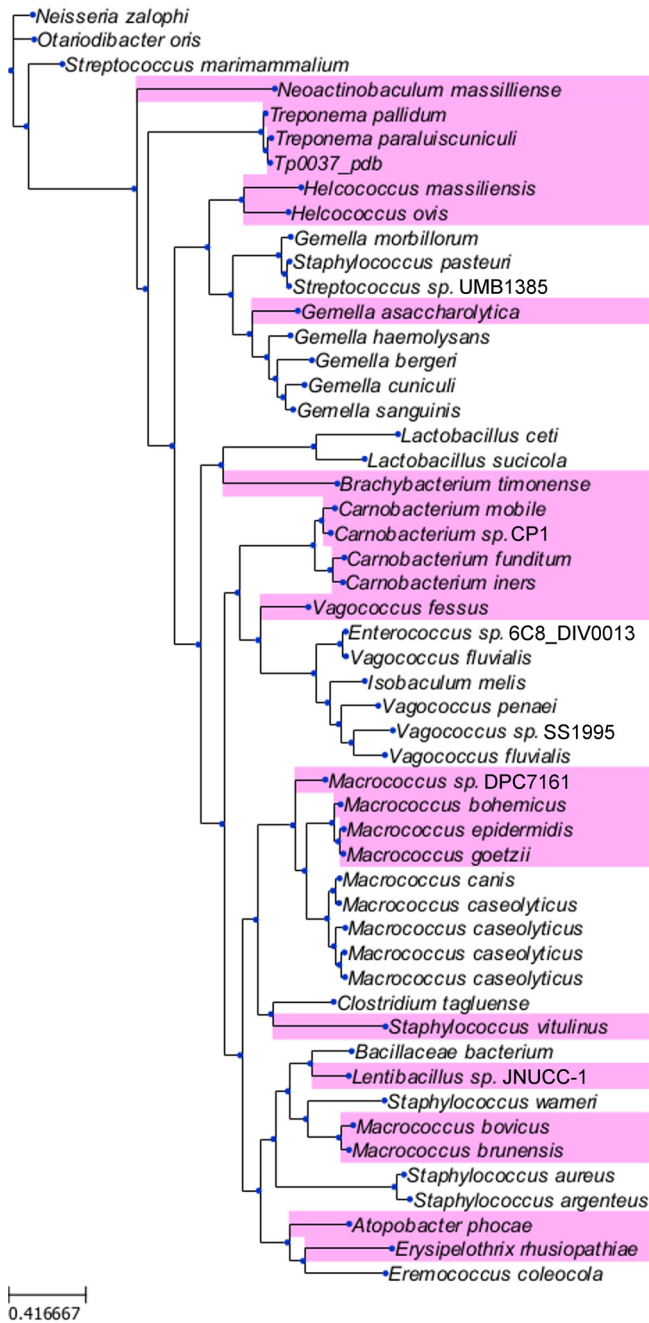 Neisseria zalophi
Otariodibacter oris
Streptococcus marimammalium
Neoactinobaculum massilliense
Treponema pallidum
Treponema paraluiscuniculi
Tp0037_pdb
Helcococcus massiliensis
Helcococcus ovis
Gemella morbillorum
Staphylococcus pasteuri
Streptococcus sp. UMB1385
Gemella asaccharolytica
Gemella haemolysans
Gemella bergeri
Gemella cuniculi
Gemella sanguinis
Lactobacillus ceti
Lactobacillus sucicola
Brachybacterium timonense
Carnobacterium mobile
Carnobacterium sp. CP1
Carnobacterium funditum
Carnobacterium iners
Vagococcus fessus
Enterococcus sp. 6C8_DIV0013
Vagococcus fluvialis
Isobaculum melis
Vagococcus penaei
Vagococcus sp. SS1995
Vagococcus fluvialis
Macrococcus sp. DPC7161
Macrococcus bohemicus
Macrococcus epidermidis
Macrococcus goetzii
Macrococcus canis
Macrococcus caseolyticus
Macrococcus caseolyticus
Macrococcus caseolyticus
Macrococcus caseolyticus
Clostridium tagluense
Staphylococcus vitulinus
Bacillaceae bacterium
Lentibacillus sp. JNUCC-1
Staphylococcus warneri
Macrococcus bovicus
Macrococcus brunensis
Staphylococcus aureus
Staphylococcus argenteus
Atopobacter phocae
Erysipelothrix rhusiopathiae
Eremococcus coleocola
0.416667